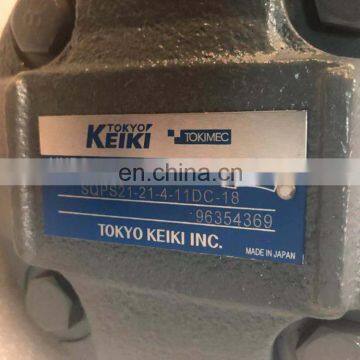 TOKYO
KEIKI
TOKIMEC
en.china.cn
SQPS21-21-4-11DC-18
96354369
TOKYO KEIKI INC.
MADE IN JAPAN